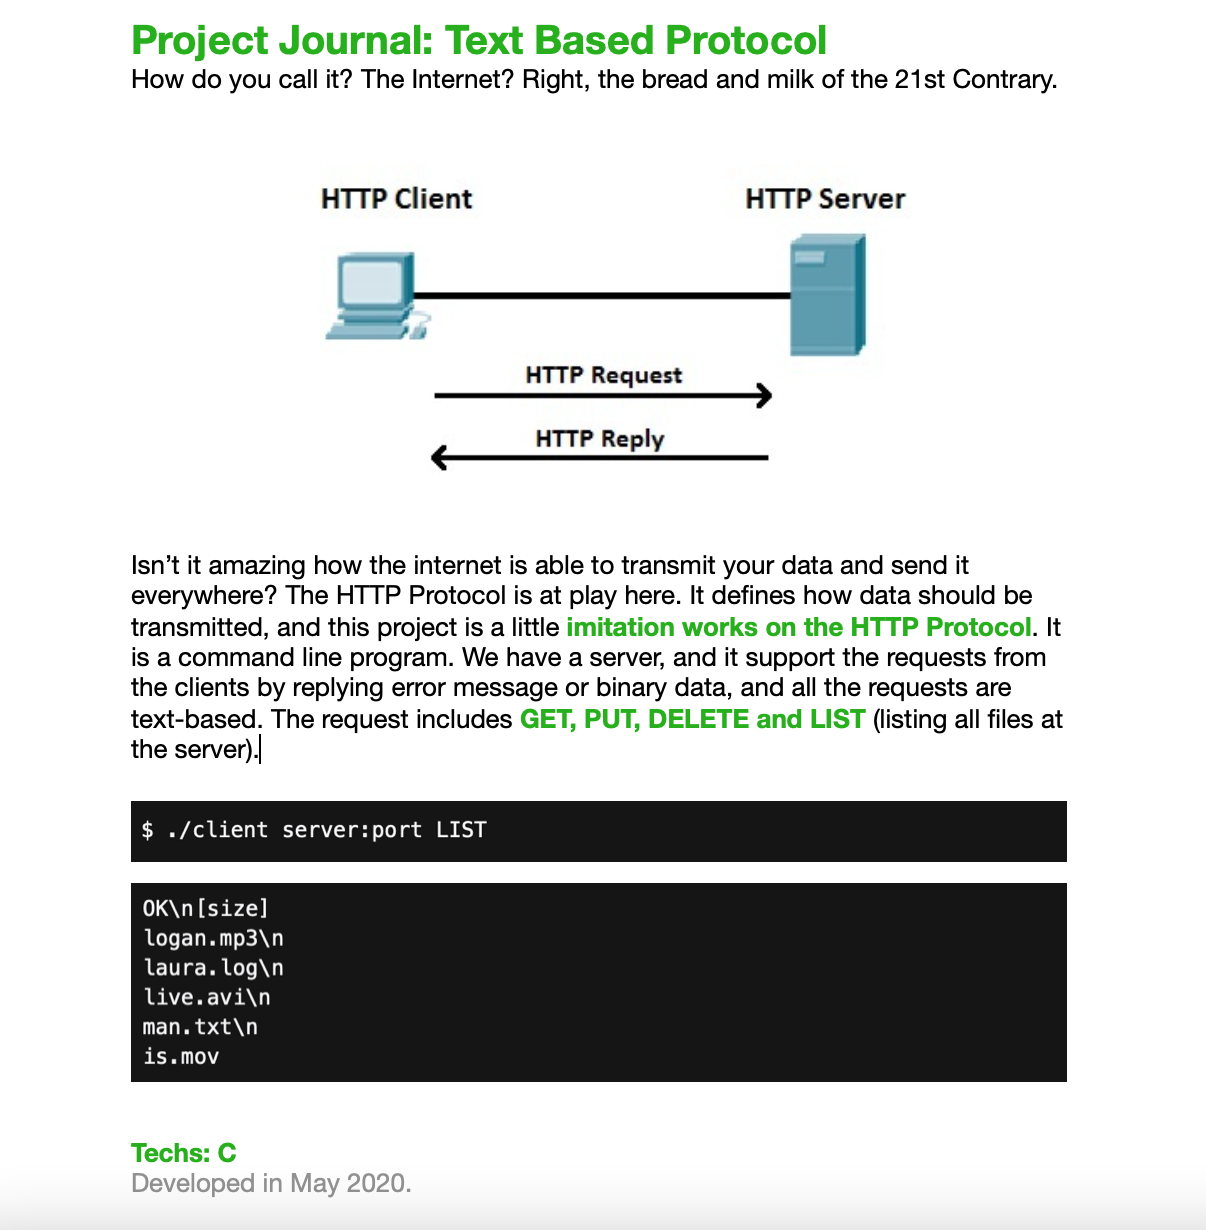 Project Journal: Text Based Protocol
How do you call it? The Internet? Right, the bread and milk of the 21st Contrary.
HTTP Client
HTTP Server
HTTP Request
HTTP Reply
Isn’t it amazing how the internet is able to transmit your data and send it
everywhere? The HTTP Protocol is at play here. It defines how data should be
transmitted, and this project is a little imitation works on the HTTP Protocol. It
is a command line program. We have a server, and it support the requests from
the clients by replying error message or binary data, and all the requests are
text-based. The request includes GET, PUT, DELETE and LIST (listing all files at
the server).
$ ./client server:port LIST
OK\n[size]
logan.mp3\n
laura.log\n
live.avi\n
man.txt\n
is.mov
Techs: C
Developed in May 2020.